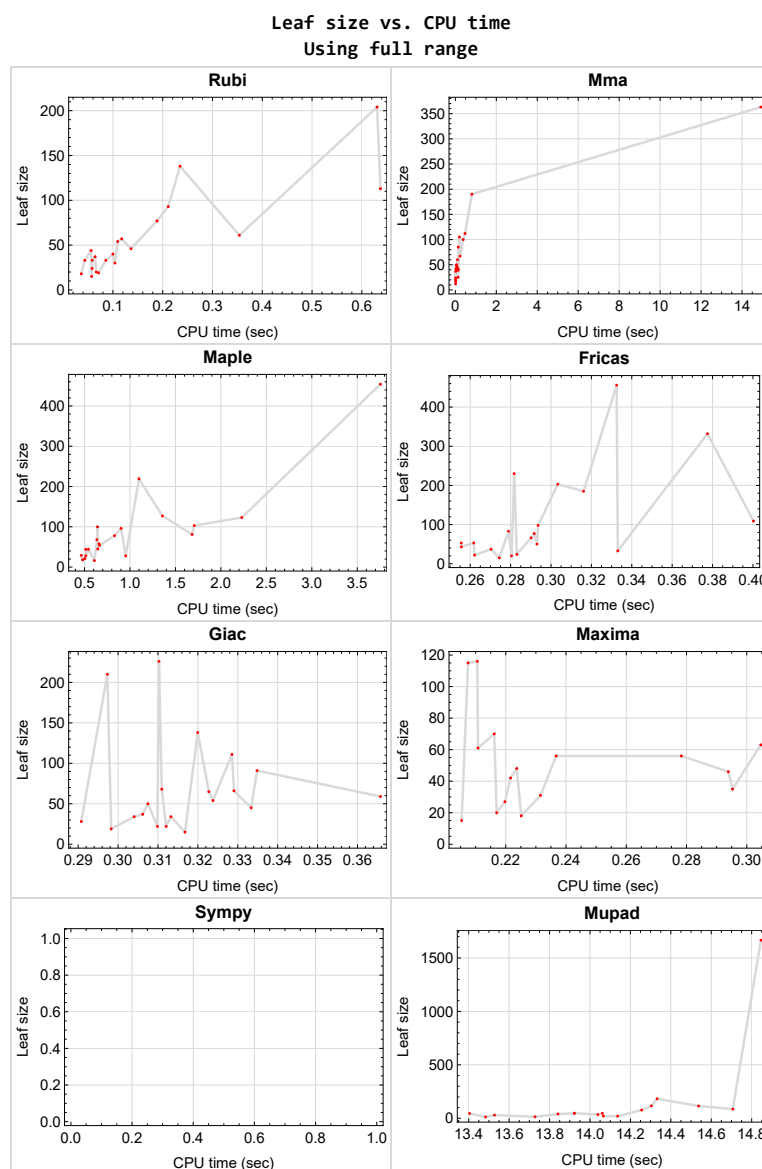 Leaf size vs. CPU time
Using full range
Rubi
Leaf size
200
150
100
50
0
0.1 0.2 0.3 0.4 0.5 0.6
CPU time (sec)
Mma
Leaf size
350
300
250
200
150
100
50
0
0 2 4 6 8 10 12 14
CPU time (sec)
Maple
Leaf size
400
300
200
100
0
0.5 1.0 1.5 2.0 2.5 3.0 3.5
CPU time (sec)
Fricas
Leaf size
400
300
200
100
0
0.26 0.28 0.30 0.32 0.34 0.36 0.38 0.40
CPU time (sec)
Giac
Leaf size
200
150
100
50
0
0.29 0.30 0.31 0.32 0.33 0.34 0.35 0.36
CPU time (sec)
Maxima
Leaf size
120
100
80
60
40
20
0
0.22 0.24 0.26 0.28 0.30
CPU time (sec)
Sympy
Leaf size
1.0
0.8
0.6
0.4
0.2
0.0
0.0 0.2 0.4 0.6 0.8 1.0
CPU time (sec)
Mupad
Leaf size
1500
1000
500
0
13.4 13.6 13.8 14.0 14.2 14.4 14.6 14.8
CPU time (sec)